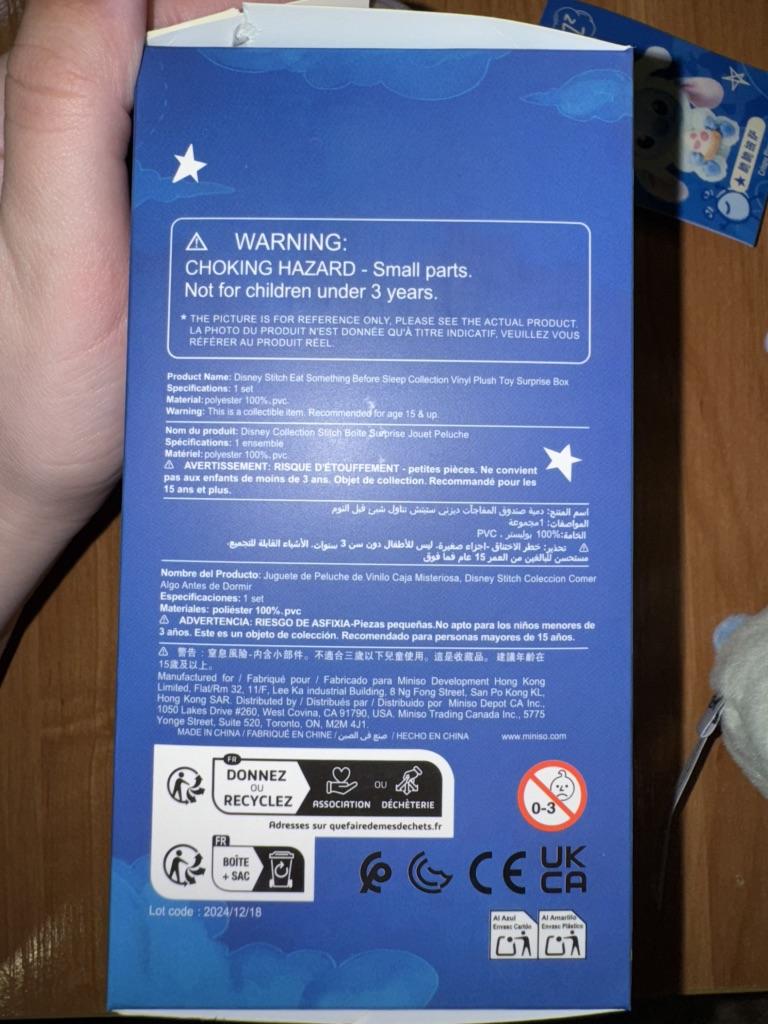 WARNING:
CHOKING HAZARD - Small parts.
Not for children under 3 years.
* THE PICTURE IS FOR REFERENCE ONLY, PLEASE SEE THE ACTUAL PRODUCT.
LA PHOTO DU PRODUIT N'EST DONNÉE QU'À TITRE INDICATIF, VEUILLEZ VOUS
RÉFÉRER AU PRODUIT RÉEL.
Product Name: Disney Stitch Eat Something Before Sleep Collection Vinyl Plush Toy Surprise Box
Specifications: 1 set
Material: polyester 100%. pvc.
Warning: This is a collectible item. Recommended for age 15 & up.
Nom du produit: Disney Collection Stitch Boite Surprise Jouet Peluche
Spécifications: 1 ensemble
Matériel: polyester 100%. pvc.
⚠ AVERTISSEMENT: RISQUE D'ÉTOUFFEMENT - petites pièces. Ne convient
pas aux enfants de moins de 3 ans. Objet de collection. Recommandé pour les
15 ans et plus.
اسم المنتج: دمية صندوق المفاجآت ديزني ستيتش تناول شيئ قبل النوم
المواصفات: 1مجموعة
الخامة:100% بوليستر ، PVC
⚠ تحذير: خطر الاختناق -اجزاء صغيرة. ليس للأطفال دون سن 3 سنوات. الأشياء القابلة للتجميع.
مستحسن للبالغين من العمر 15 عام فما فوق
Nombre del Producto: Juguete de Peluche de Vinilo Caja Misteriosa, Disney Stitch Coleccion Comer
Algo Antes de Dormir
Especificaciones: 1 set
Materiales: poliéster 100%. pvc
⚠ ADVERTENCIA: RIESGO DE ASFIXIA-Piezas pequeñas.No apto para los niños menores de
3 años. Este es un objeto de colección. Recomendado para personas mayores de 15 años.
⚠ 警告：窒息風险-内含小部件。不適合三歲以下兒童使用。這是收藏品。 建議年齡在
15歲及以上。
Manufactured for / Fabriqué pour / Fabricado para Miniso Development Hong Kong
Limited, Flat/Rm 32, 11/F, Lee Ka industrial Building, 8 Ng Fong Street, San Po Kong KL,
Hong Kong SAR. Distributed by / Distribués par / Distribuido por Miniso Depot CA Inc.,
1050 Lakes Drive #260, West Covina, CA 91790, USA. Miniso Trading Canada Inc., 5775
Yonge Street, Suite 520, Toronto, ON, M2M 4J1,
MADE IN CHINA / FABRIQUÉ EN CHINE / صنع في الصين / HECHO EN CHINA www.miniso.com
FR
DONNEZ
OU
RECYCLEZ
ASSOCIATION OU DÉCHÈTERIE
Adresses sur quefairedemesdechets.fr
0-3
FR
BOÎTE
+ SAC
CE UK
CA
Lot code : 2024/12/18
Al Azul
Envase Cartón
Al Amarillo
Envase Plástico